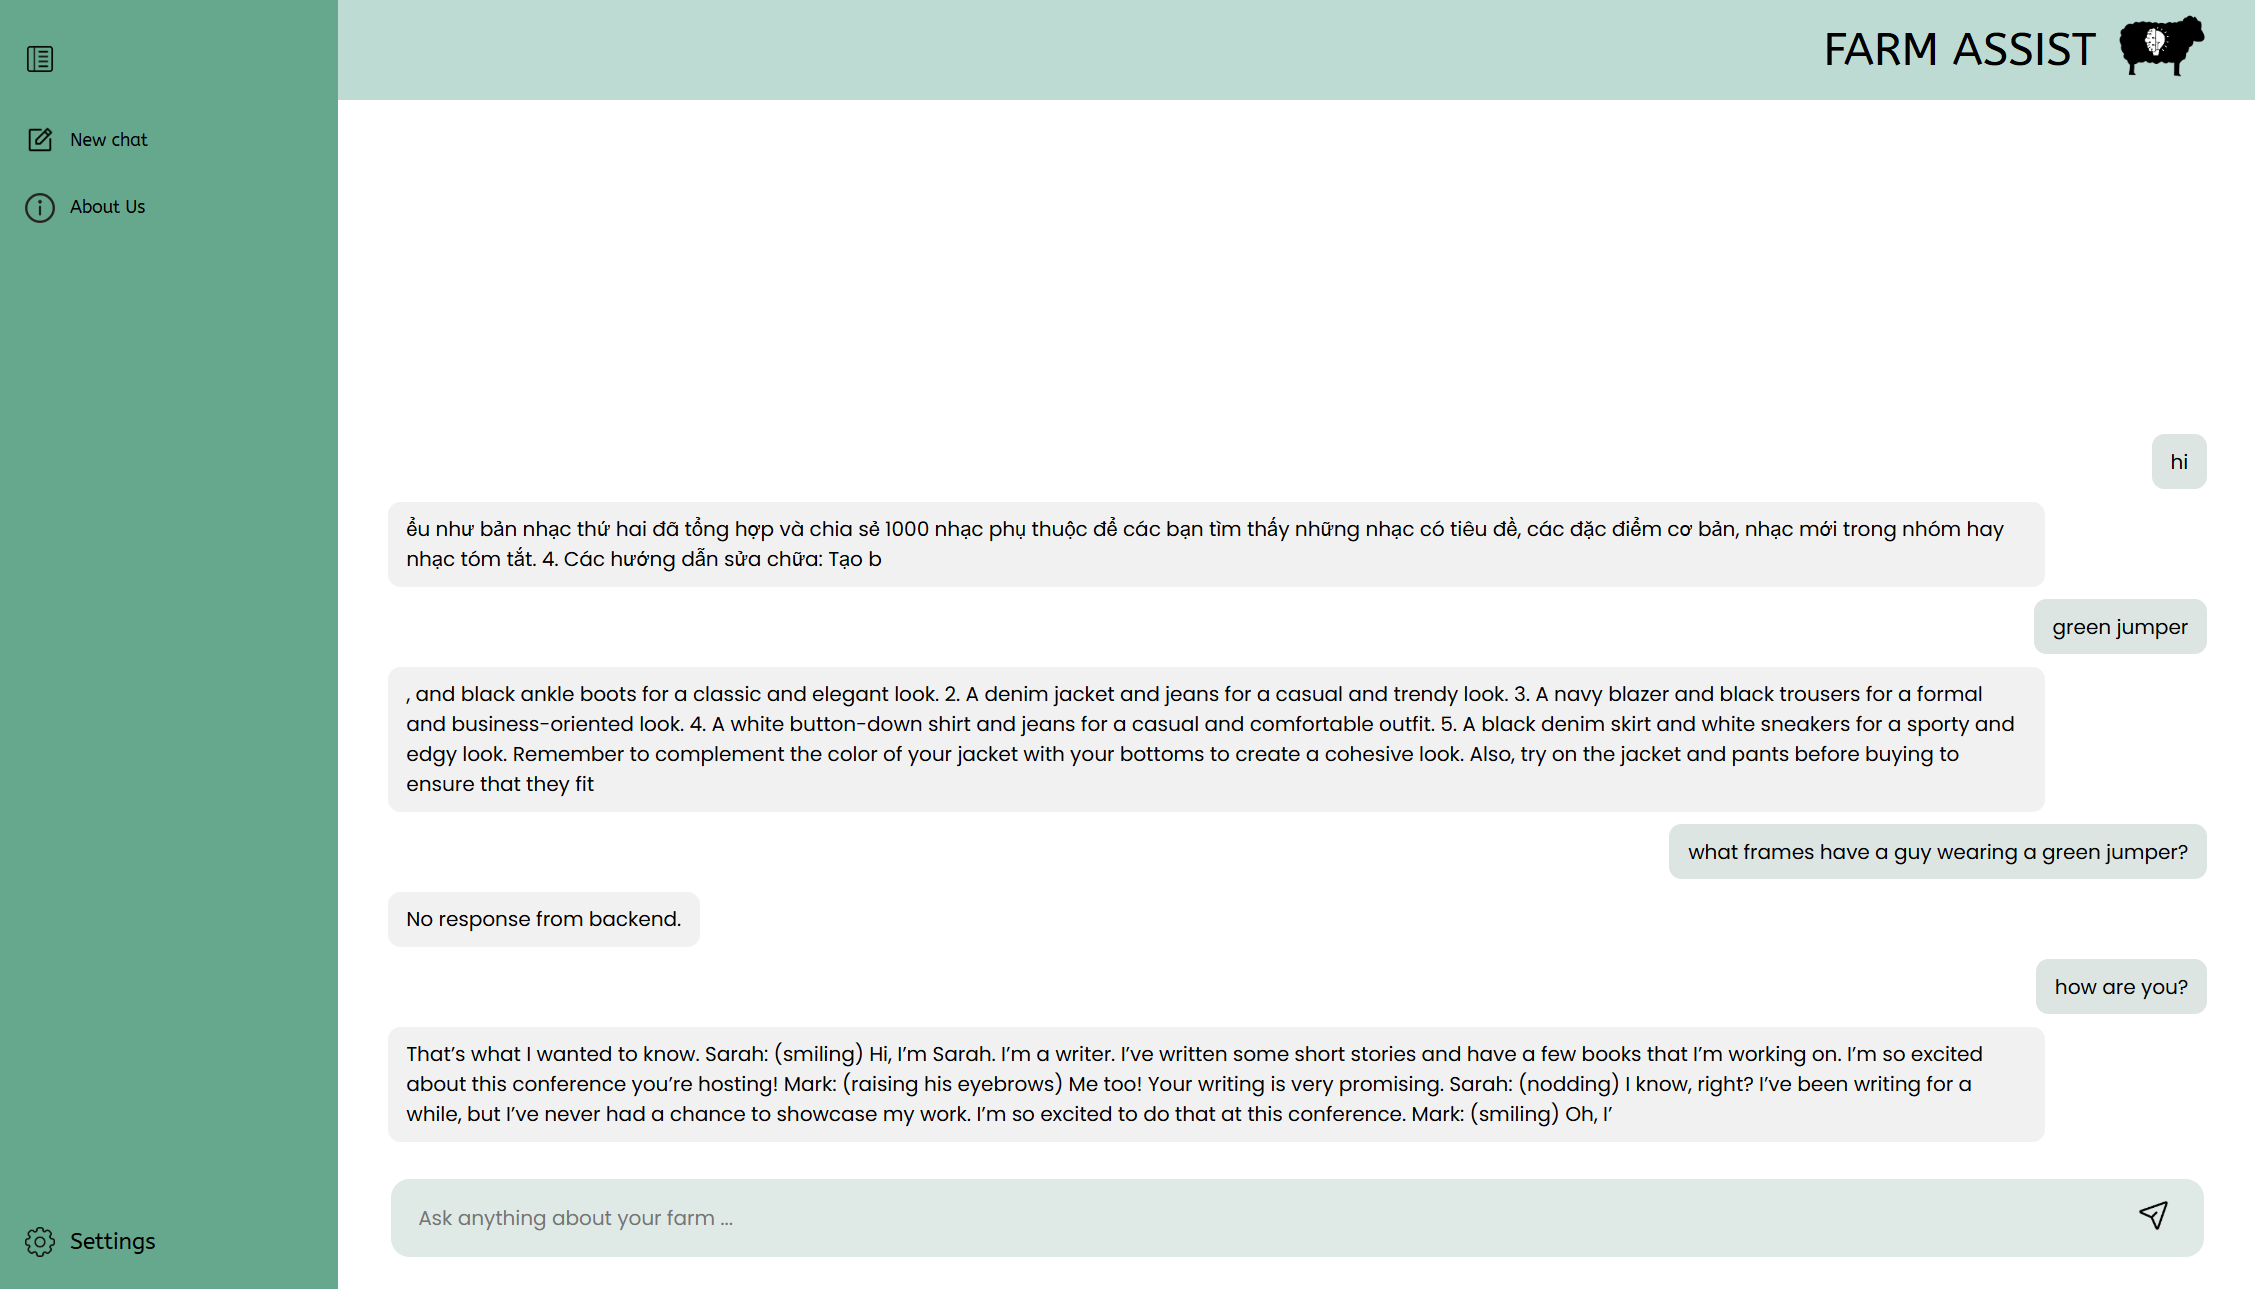 FARM ASSIST
New chat
About Us
hi
ểu như bản nhạc thứ hai đã tổng hợp và chia sẻ 1000 nhạc phụ thuộc để các bạn tìm thấy những nhạc có tiêu đề, các đặc điểm cơ bản, nhạc mới trong nhóm hay
nhạc tóm tắt. 4. Các hướng dẫn sửa chữa: Tạo b
green jumper
, and black ankle boots for a classic and elegant look. 2. A denim jacket and jeans for a casual and trendy look. 3. A navy blazer and black trousers for a formal
and business-oriented look. 4. A white button-down shirt and jeans for a casual and comfortable outfit. 5. A black denim skirt and white sneakers for a sporty and
edgy look. Remember to complement the color of your jacket with your bottoms to create a cohesive look. Also, try on the jacket and pants before buying to
ensure that they fit
what frames have a guy wearing a green jumper?
No response from backend.
how are you?
That’s what I wanted to know. Sarah: (smiling) Hi, I’m Sarah. I’m a writer. I’ve written some short stories and have a few books that I’m working on. I’m so excited
about this conference you’re hosting! Mark: (raising his eyebrows) Me too! Your writing is very promising. Sarah: (nodding) I know, right? I’ve been writing for a
while, but I’ve never had a chance to showcase my work. I’m so excited to do that at this conference. Mark: (smiling) Oh, I’
Ask anything about your farm ...
Settings